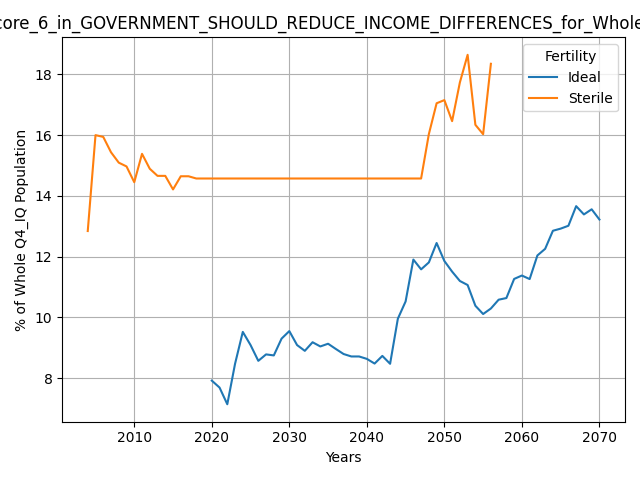 core_6_in_GOVERNMENT_SHOULD_REDUCE_INCOME_DIFFERENCES_for_Whole
Fertility
Ideal
Sterile
% of Whole Q4_IQ Population
18
16
14
12
10
8
2010 2020 2030 2040 2050 2060 2070
Years